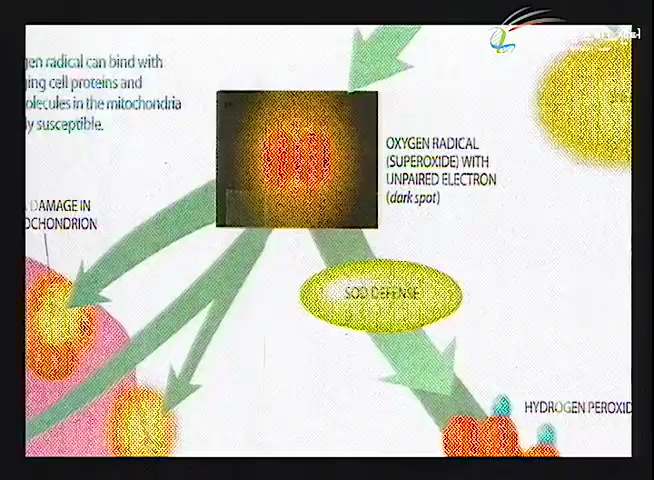 gen radical can bind with
ging cell proteins and
olecules in the mitochondria
ly susceptible.
OXYGEN RADICAL
(SUPEROXIDE) WITH
UNPAIRED ELECTRON
(dark spot)
DAMAGE IN
OCHONDRION
SOD DEFENSE
HYDROGEN PEROXID